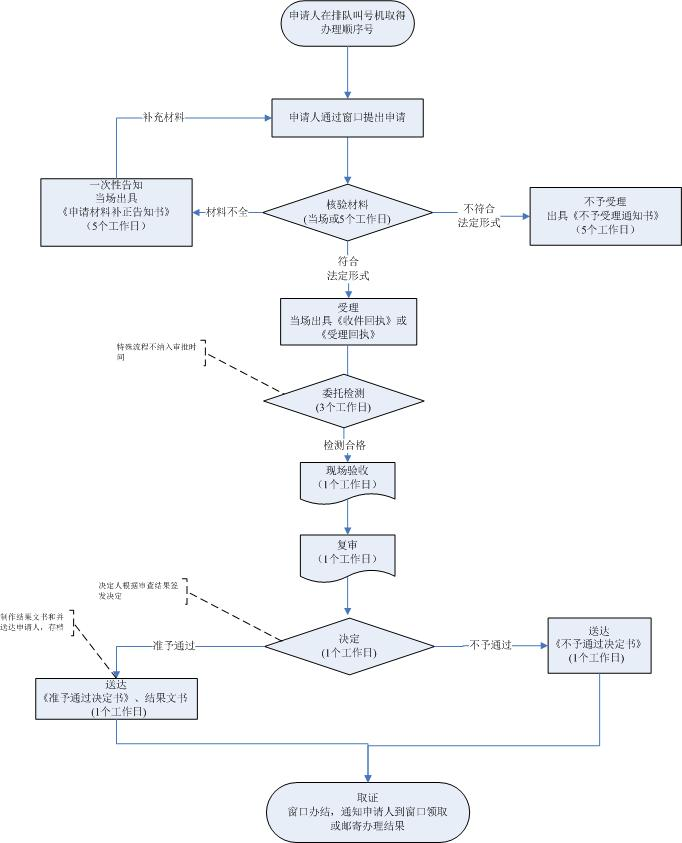 申请人在排队叫号机取得
办理顺序号
申请人通过窗口提出申请
补充材料
一次性告知
当场出具
《申请材料补正告知书》
（5个工作日）
材料不全
核验材料
(当场或5个工作日）
不符合
法定形式
不予受理
出具《不予受理通知书》
（5个工作日）
符合
法定形式
受理
当场出具《收件回执》或
《受理回执》
特殊流程不纳入审批时
间
委托检测
(3个工作日)
检测合格
现场验收
（1个工作日）
复审
（1个工作日）
决定人根据审查结果签
发决定
制作结果文书和并
送达申请人，存档
准予通过
决定
(1个工作日）
不予通过
送达
《不予通过决定书》
(1个工作日）
送达
《准予通过决定书》、结果文书
(1个工作日)
取证
窗口办结，通知申请人到窗口领取
或邮寄办理结果